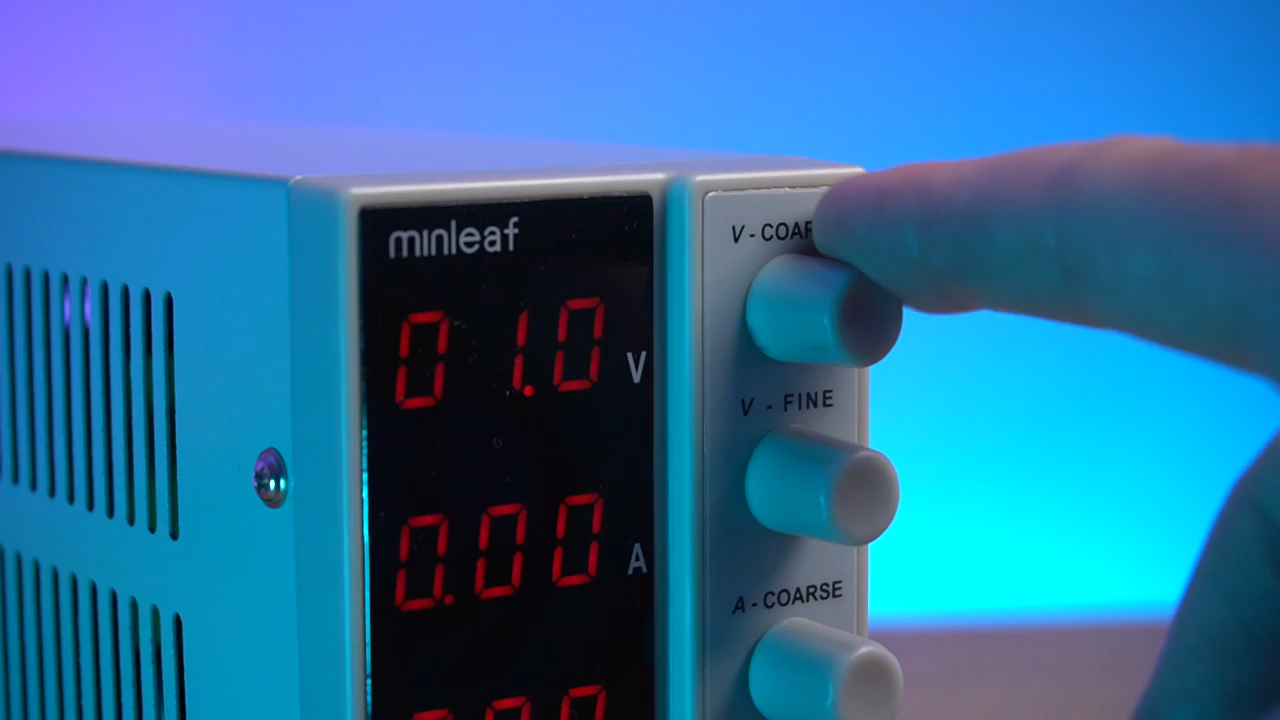 minleaf
01.0 V
0.00 A
V - COAR
V - FINE
A - COARSE